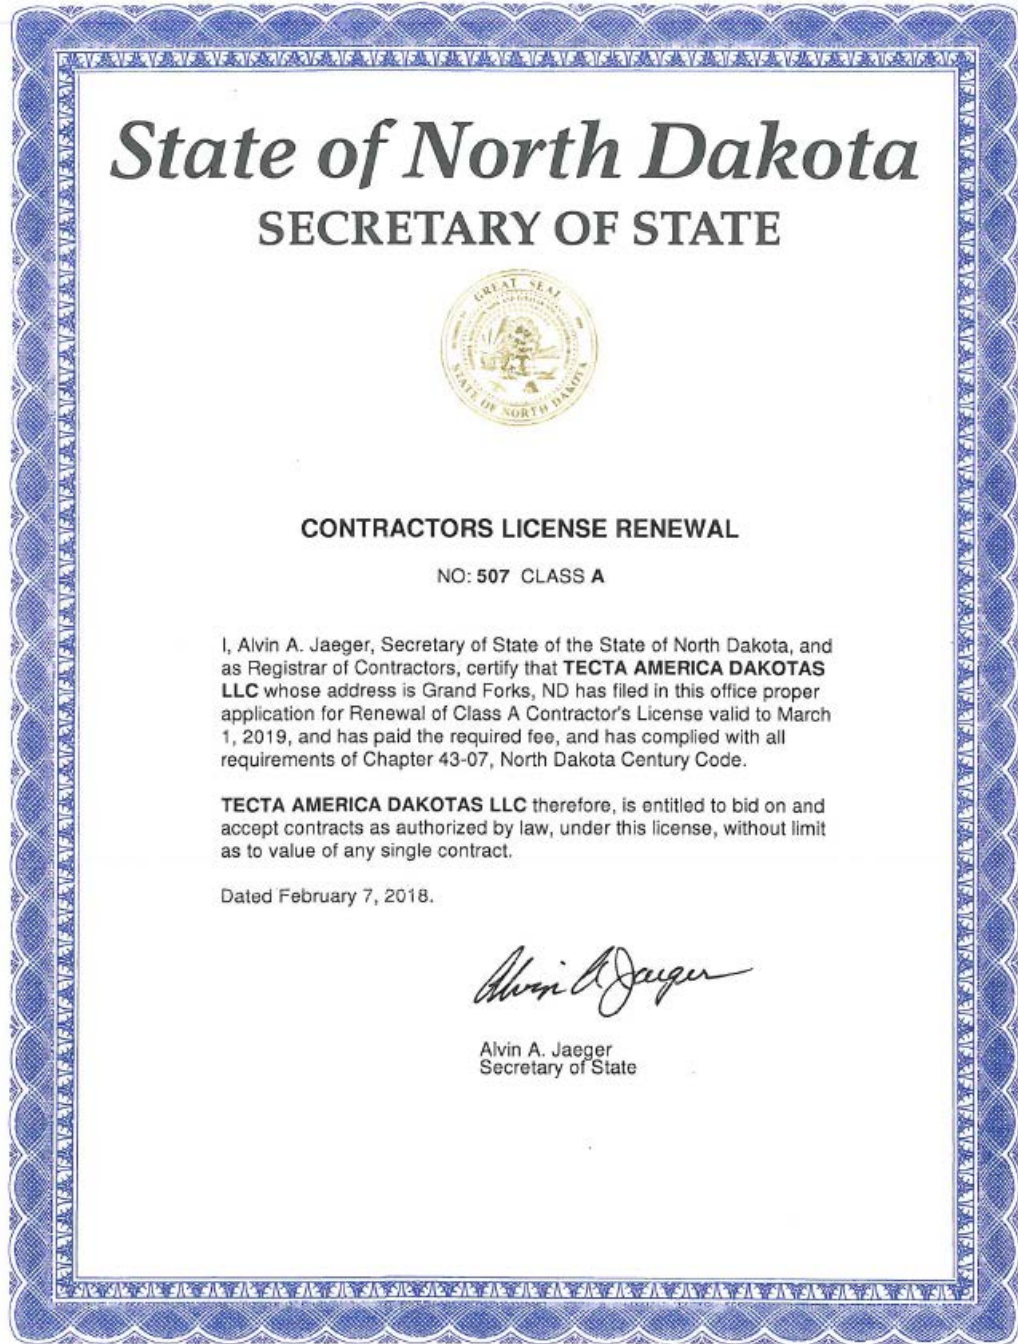 State of North Dakota
SECRETARY OF STATE
GREAT SEAL
STATE OF NORTH DAKOTA
CONTRACTORS LICENSE RENEWAL
NO: 507 CLASS A
I, Alvin A. Jaeger, Secretary of State of the State of North Dakota, and
as Registrar of Contractors, certify that TECTA AMERICA DAKOTAS
LLC whose address is Grand Forks, ND has filed in this office proper
application for Renewal of Class A Contractor's License valid to March
1, 2019, and has paid the required fee, and has complied with all
requirements of Chapter 43-07, North Dakota Century Code.
TECTA AMERICA DAKOTAS LLC therefore, is entitled to bid on and
accept contracts as authorized by law, under this license, without limit
as to value of any single contract.
Dated February 7, 2018.
Alvin A Jaeger
Alvin A. Jaeger
Secretary of State